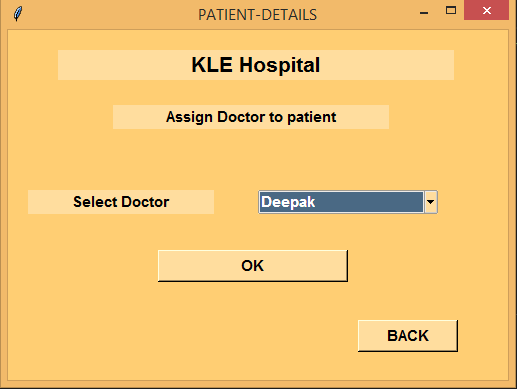 PATIENT-DETAILS
KLE Hospital
Assign Doctor to patient
Select Doctor
Deepak
OK
BACK